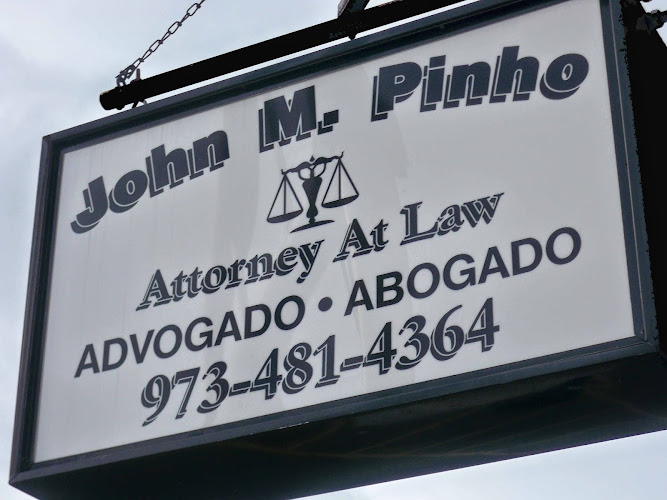 John M. Pinho
Attorney At Law
ADVOGADO • ABOGADO
973-481-4364